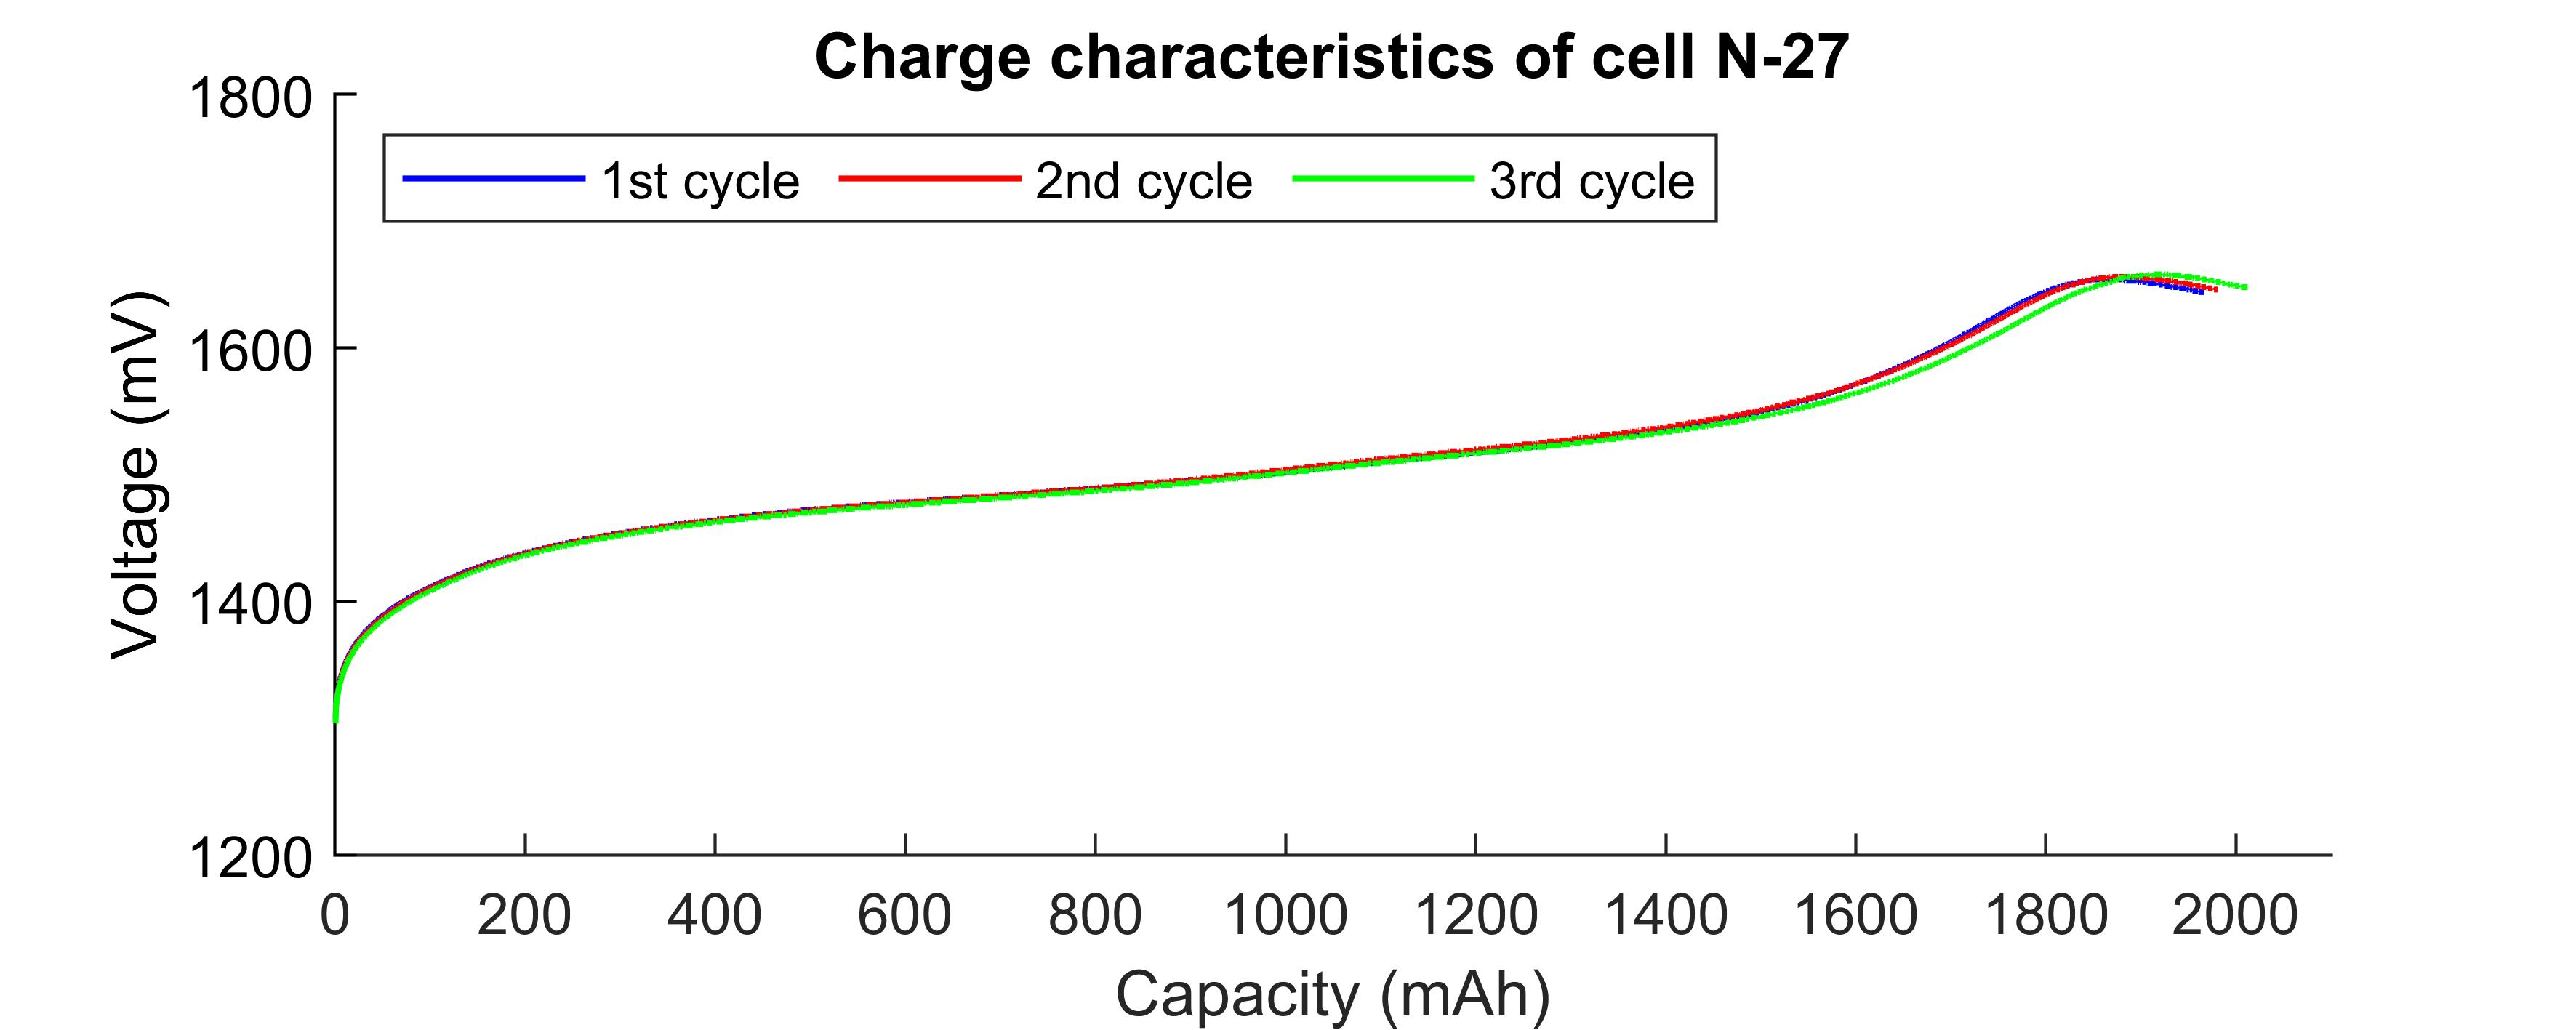 Charge characteristics of cell N-27
1800
1st cycle 2nd cycle 3rd cycle
1600
1400
1200
Voltage (mV)
0 200 400 600 800 1000 1200 1400 1600 1800 2000
Capacity (mAh)